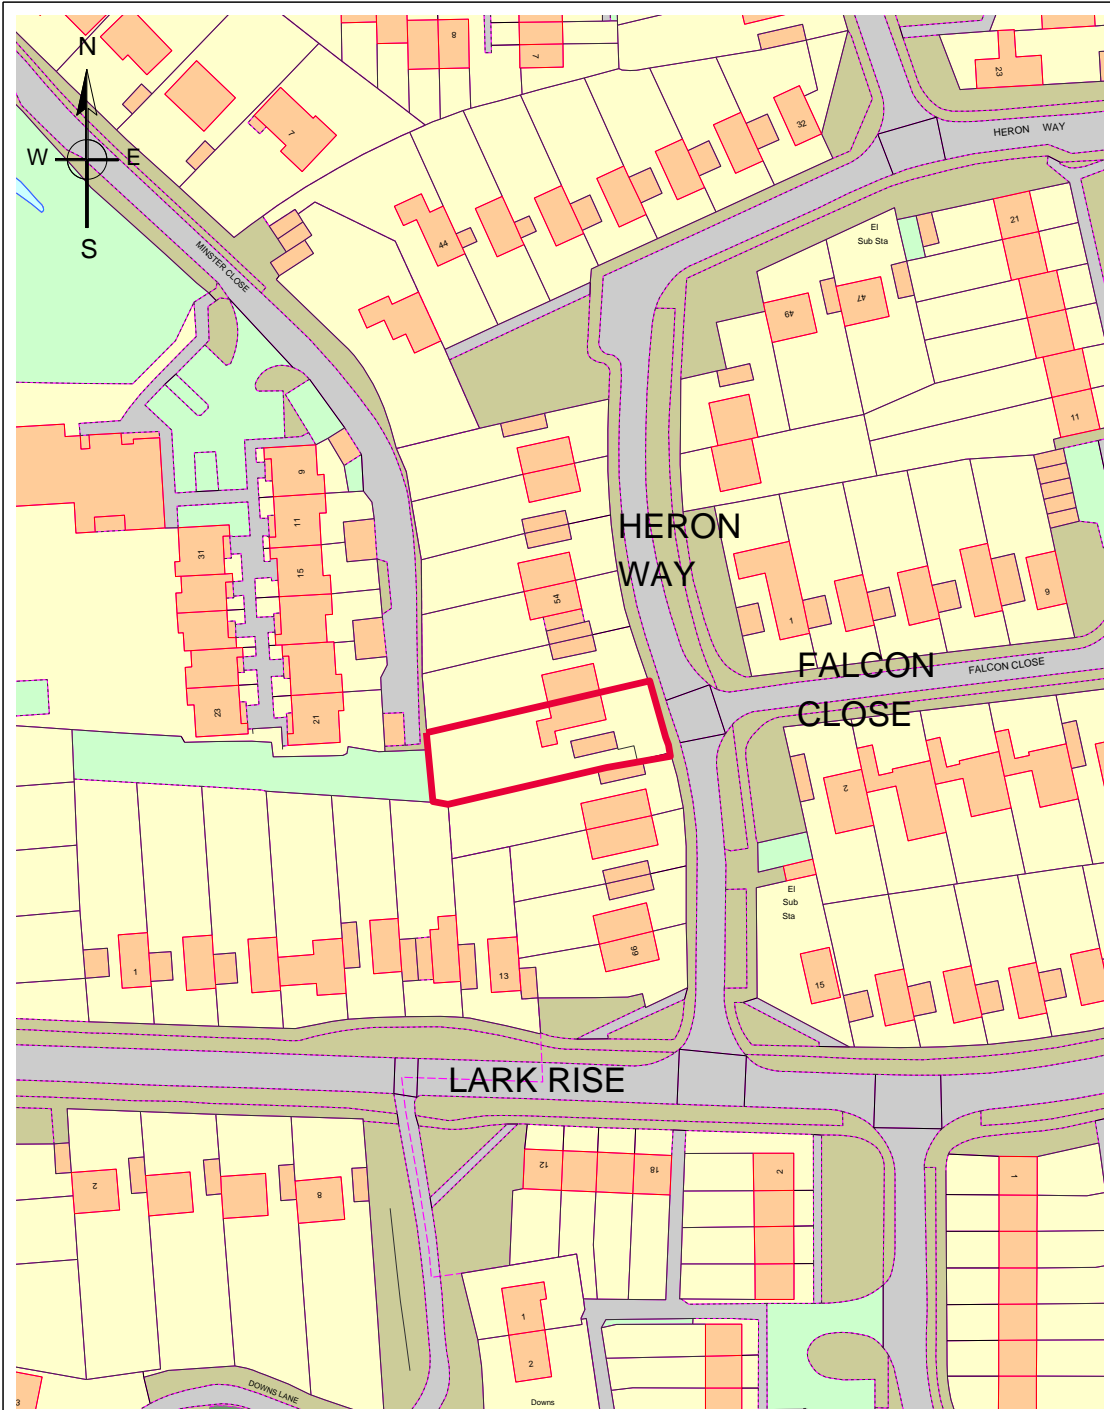 N
W
E
S
8
7
7
32
23
HERON WAY
44
MINSTER CLOSE
El
Sub Sta
21
49
47
11
9
11
15
31
23
21
54
HERON
WAY
1
9
FALCON
CLOSE
FALCON CLOSE
2
El
Sub
Sta
15
66
1
13
LARK RISE
2
8
12
18
2
1
1
2
DOWNS LANE
3
Downs